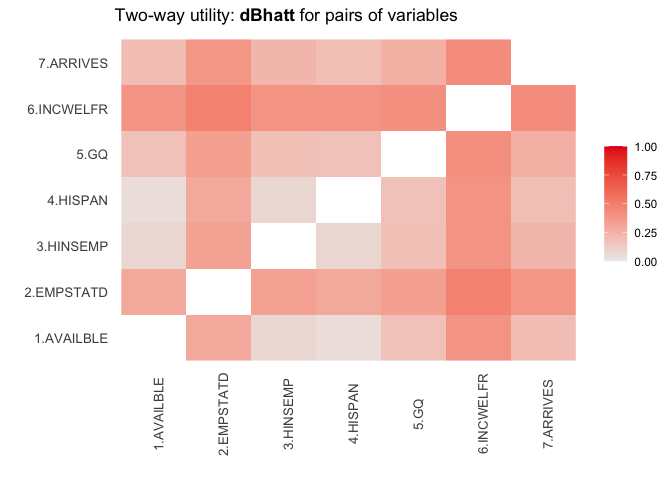 Two-way utility: dBhatt for pairs of variables
7.ARRIVES
6.INCWELFR
5.GQ
4.HISPAN
3.HINSEMP
2.EMPSTATD
1.AVAILBLE
1.00
0.75
0.50
0.25
0.00
1.AVAILBLE
2.EMPSTATD
3.HINSEMP
4.HISPAN
5.GQ
6.INCWELFR
7.ARRIVES